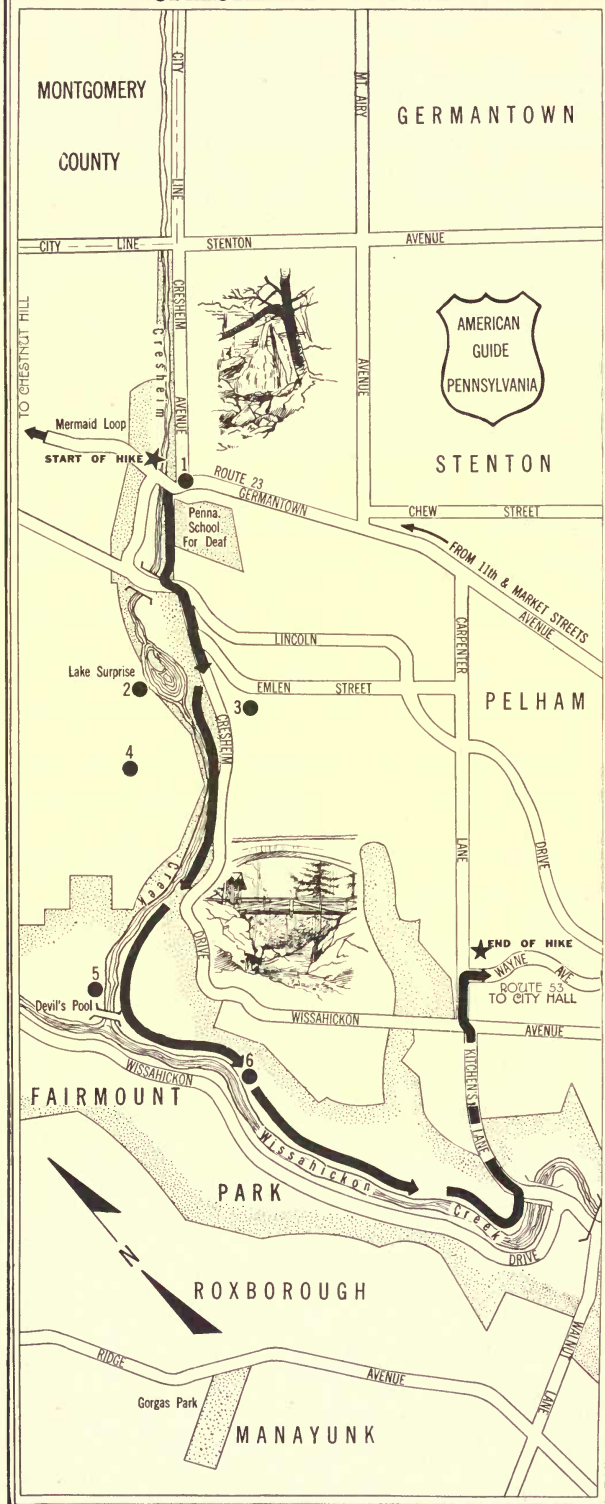 MONTGOMERY
COUNTY
CITY
LINE
MT. AIRY
GERMANTOWN
CITY LINE
STENTON
AVENUE
TO CHESTNUT HILL
Cresheim
CRESHEIM
AVENUE
AVENUE
AMERICAN
GUIDE
PENNSYLVANIA
STENTON
Mermaid Loop
START OF HIKE
1
ROUTE 23
GERMANTOWN
Penna.
School
For Deaf
CHEW
STREET
FROM 11th & MARKET STREETS
AVENUE
LINCOLN
CARPENTER
Lake Surprise
2
EMLEN STREET
3
PELHAM
CRESHEIM
4
DRIVE
LANE
Creek
DRIVE
END OF HIKE
WAYNE AVE
ROUTE 53
TO CITY HALL
5
Devil's Pool
WISSAHICKON
AVENUE
6
WISSAHICKON
KITCHEN'S
LANE
FAIRMOUNT
Wissahickon
PARK
Creek
DRIVE
N
ROXBOROUGH
WALNUT
LANE
RIDGE
AVENUE
Gorgas Park
MANAYUNK